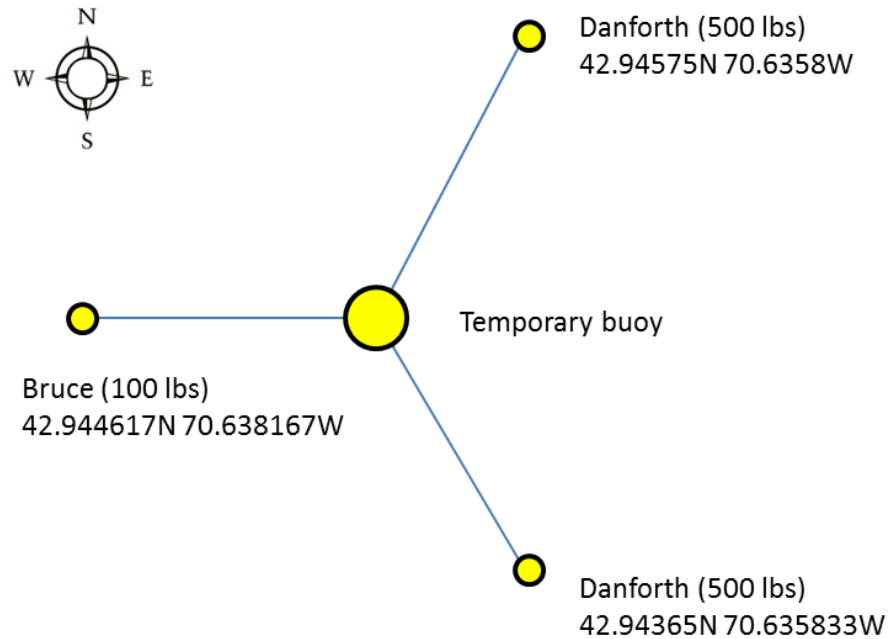 N
W E
S
Danforth (500 lbs)
42.94575N 70.6358W
Temporary buoy
Bruce (100 lbs)
42.944617N 70.638167W
Danforth (500 lbs)
42.94365N 70.635833W